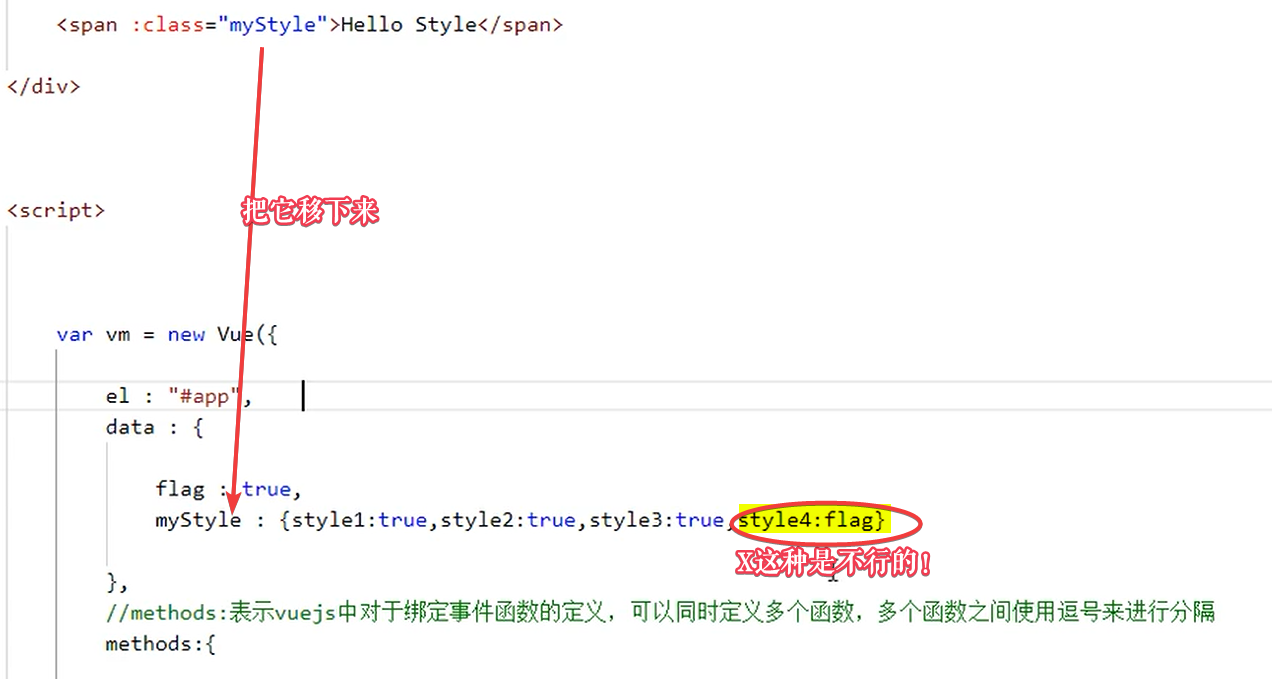 <span :class="myStyle">Hello Style</span>
</div>
把它移下来
<script>
var vm = new Vue({
el : "#app",
data : {
flag : true,
myStyle : {style1:true,style2:true,style3:true,style4:flag}
X这种是不行的!
},
//methods:表示vuejs中对于绑定事件函数的定义，可以同时定义多个函数，多个函数之间使用逗号来进行分隔
methods:{